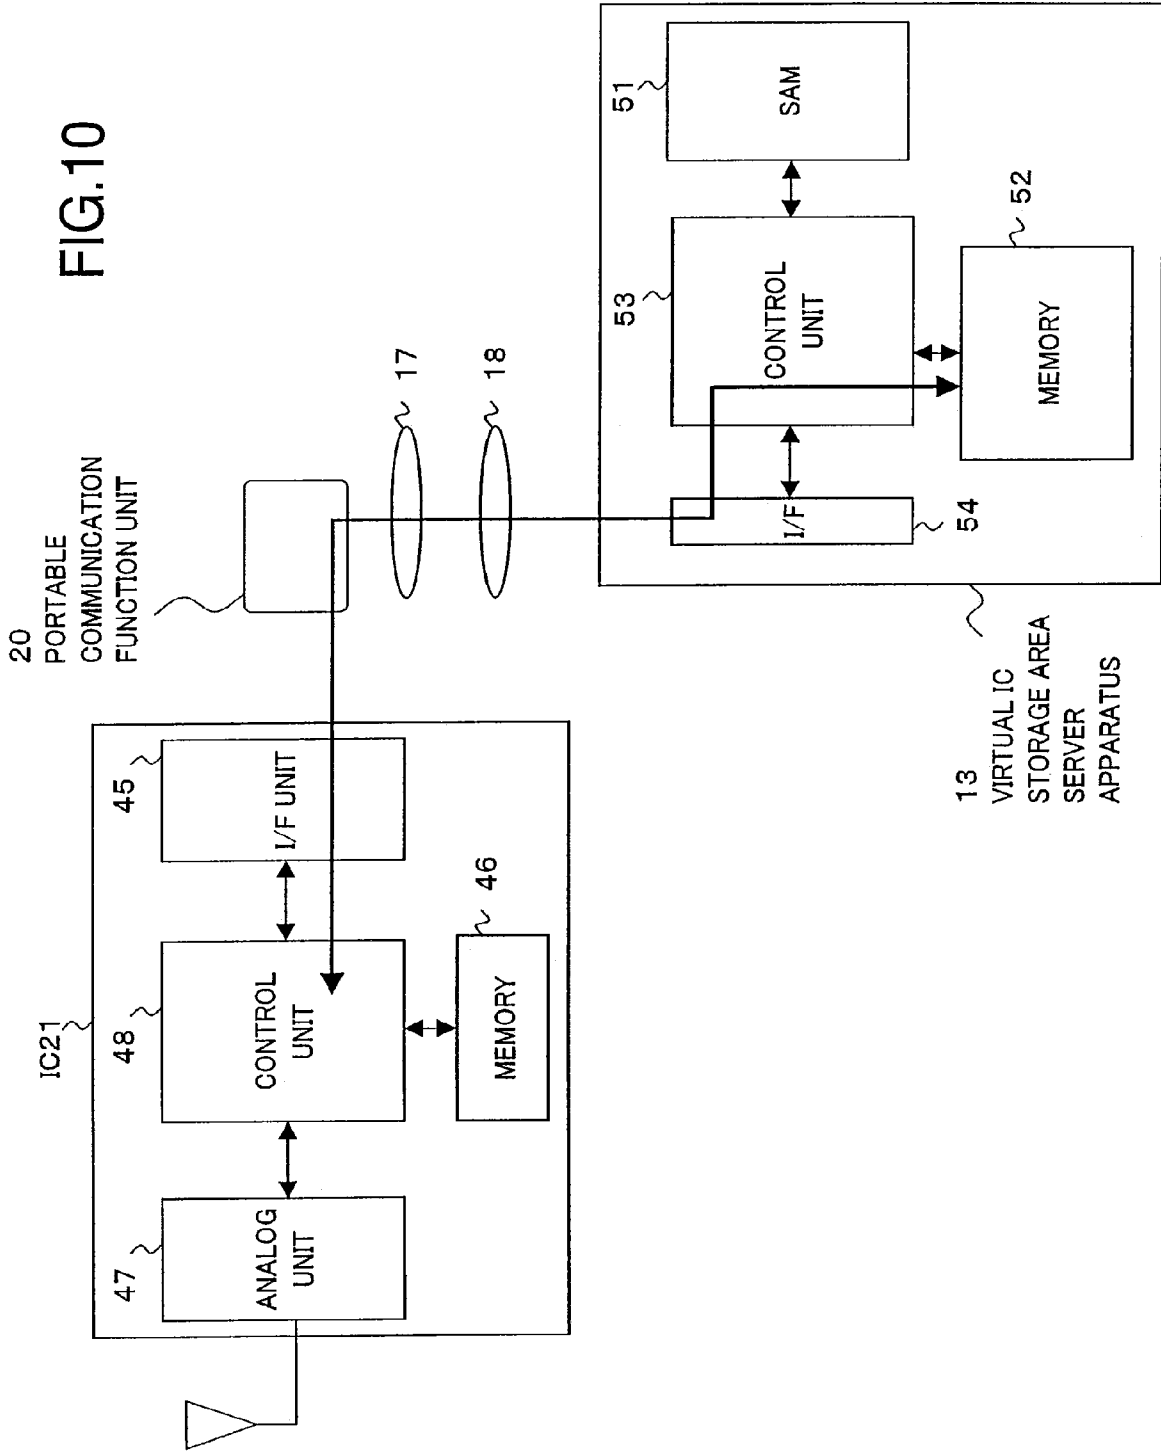 FIG.10
20
PORTABLE
COMMUNICATION
FUNCTION UNIT
17
18
IC21
47
ANALOG
UNIT
48
CONTROL
UNIT
45
I/F UNIT
46
MEMORY
13
VIRTUAL IC
STORAGE AREA
SERVER
APPARATUS
54
I/F
53
CONTROL
UNIT
51
SAM
52
MEMORY